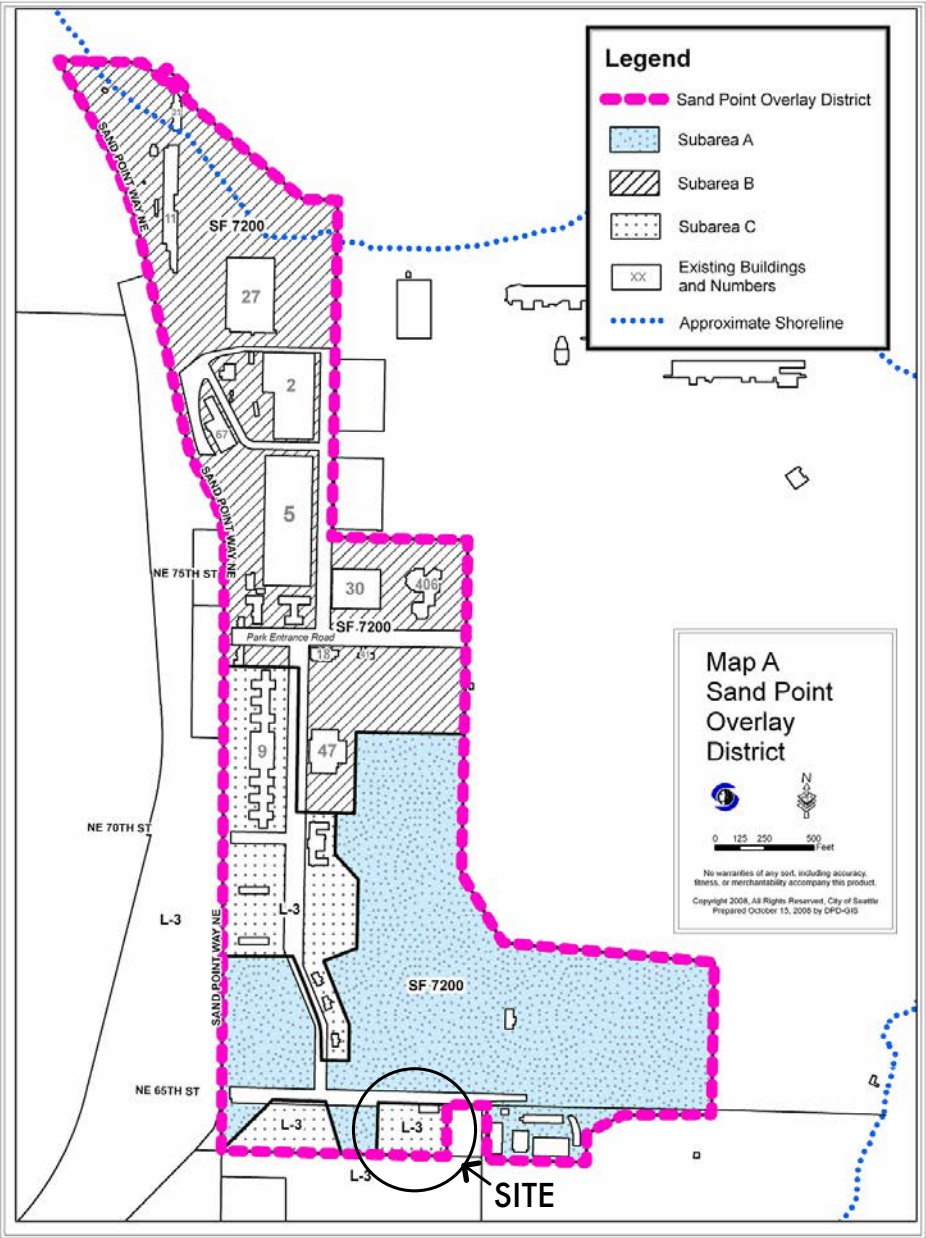 Legend
Sand Point Overlay District
Subarea A
Subarea B
Subarea C
XX
Existing Buildings
and Numbers
Approximate Shoreline
SAND POINT WAY NE
31
11
SF 7200
27
2
67
5
SAND POINT WAY NE
NE 75TH ST
30
406
SF 7200
Park Entrance Road
18
41
9
47
NE 70TH ST
L-3
L-3
SAND POINT WAY NE
SF 7200
NE 65TH ST
L-3
L-3
L-3
SITE
Map A
Sand Point
Overlay
District
N
0 125 250 500
Feet
No warranties of any sort, including accuracy,
fitness, or merchantability accompany this product.
Copyright 2008, All Rights Reserved, City of Seattle
Prepared October 15, 2008 by DPD-GIS